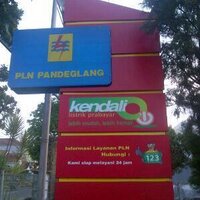 PLN PANDEGLANG
kendali
listrik prabayar
lebih mudah, lebih hemat
Informasi Layanan PLN
Hubungi :
123
Kami siap melayani 24 jam